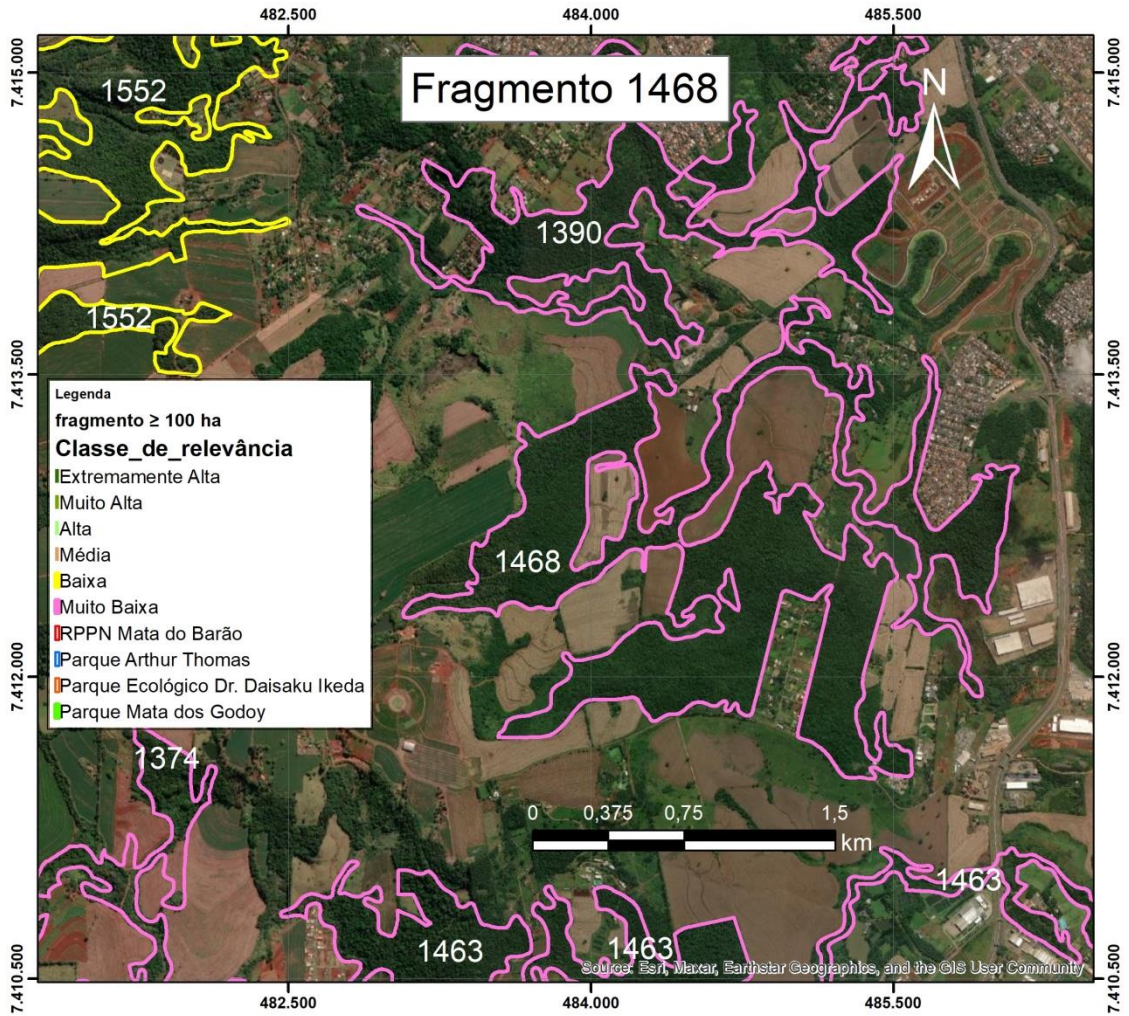 482.500 484.000 485.500
7.415.000 7.415.000
Fragmento 1468
N
1552
1390
1552
7.413.500 7.413.500
Legenda
fragmento ≥ 100 ha
Classe_de_relevância
Extremamente Alta
Muito Alta
Alta
Média
Baixa
Muito Baixa
RPPN Mata do Barão
Parque Arthur Thomas
Parque Ecológico Dr. Daisaku Ikeda
Parque Mata dos Godoy
1468
7.412.000 7.412.000
1374
0 0,375 0,75 1,5
km
1463
1463 1463
Source: Esri, Maxar, Earthstar Geographics, and the GIS User Community
7.410.500 7.410.500
482.500 484.000 485.500